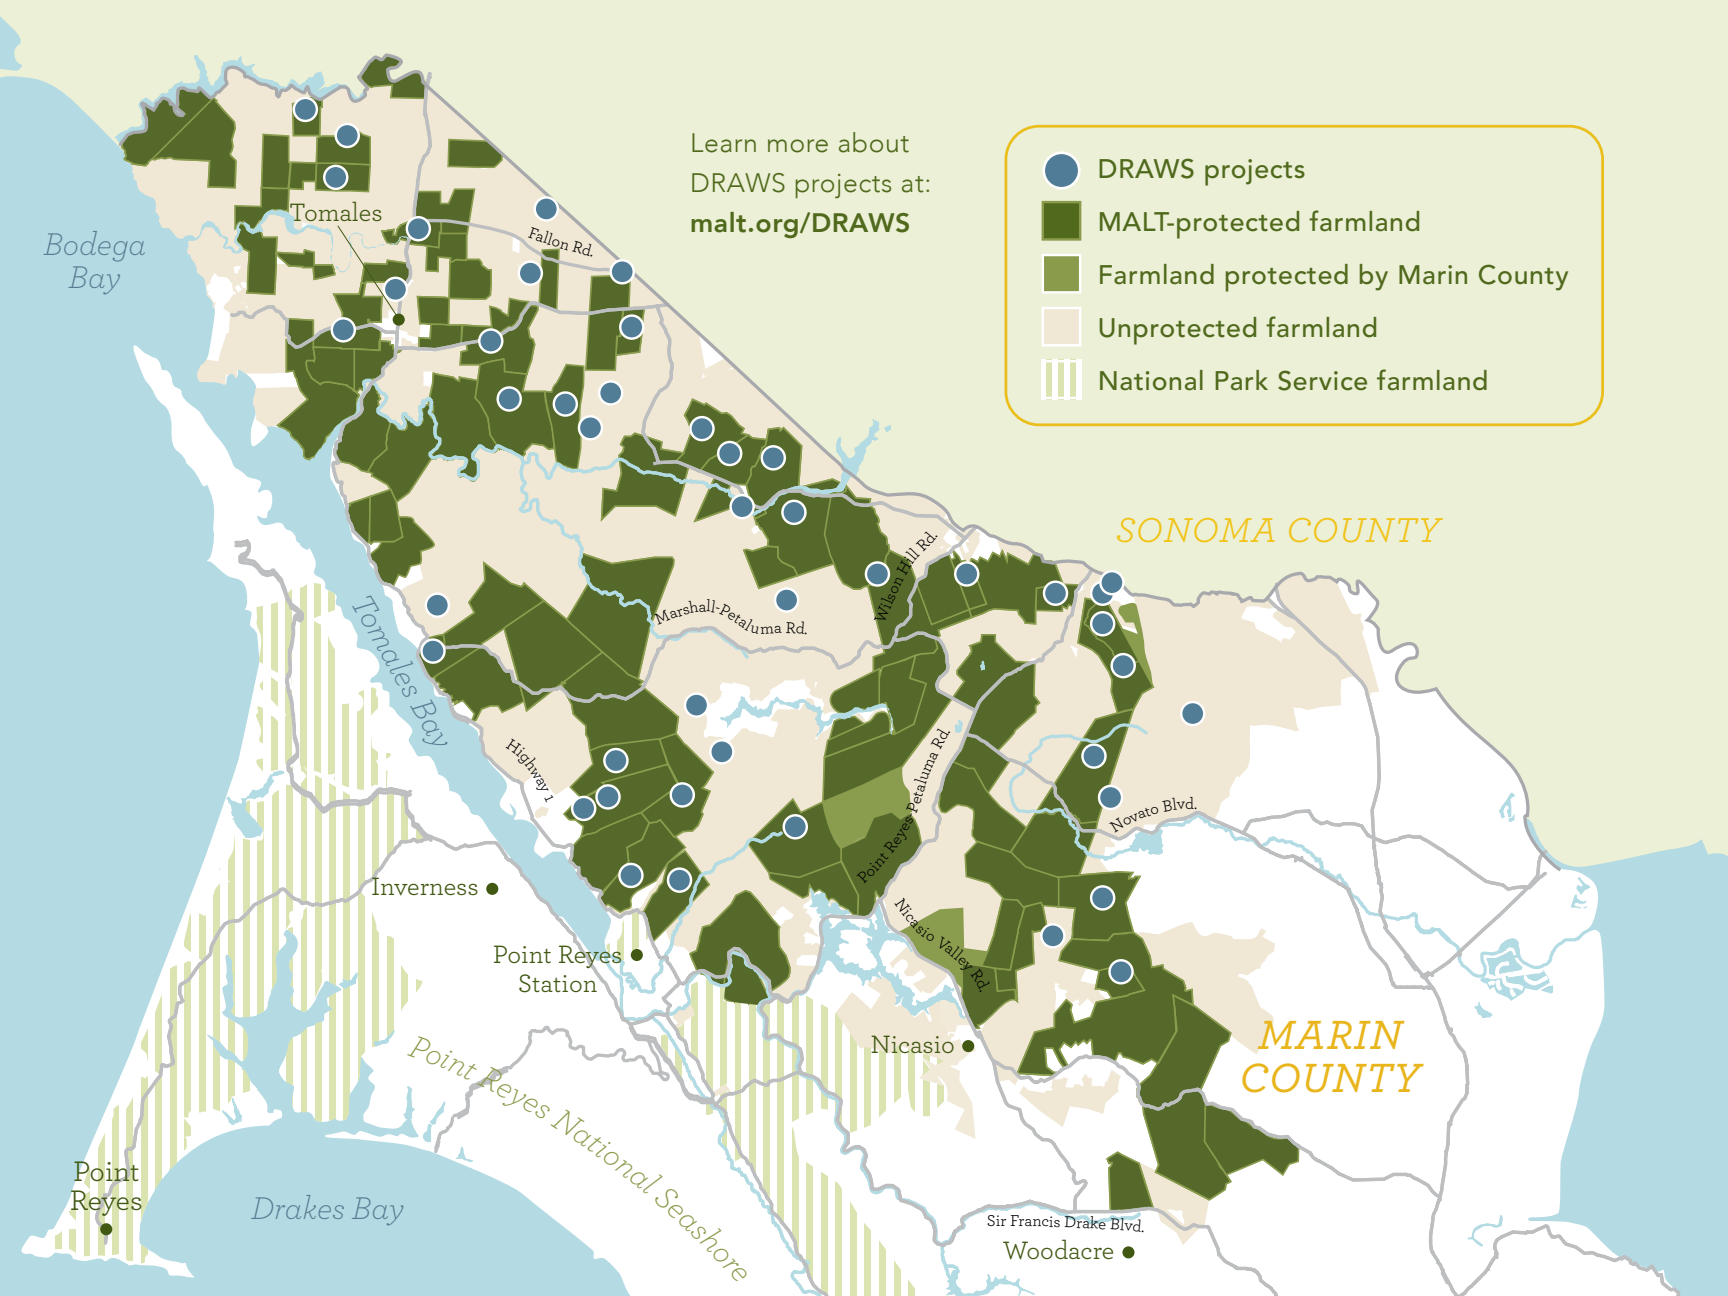 Learn more about
DRAWS projects at:
malt.org/DRAWS
DRAWS projects
MALT-protected farmland
Farmland protected by Marin County
Unprotected farmland
National Park Service farmland
Tomales
Bodega
Bay
Fallon Rd.
SONOMA COUNTY
Wilson Hill Rd.
Marshall-Petaluma Rd.
Tomales Bay
Highway 1
Point Reyes-Petaluma Rd.
Novato Blvd.
Inverness
Nicasio Valley Rd.
Point Reyes
Station
MARIN
COUNTY
Nicasio
Point Reyes National Seashore
Point
Reyes
Drakes Bay
Sir Francis Drake Blvd.
Woodacre